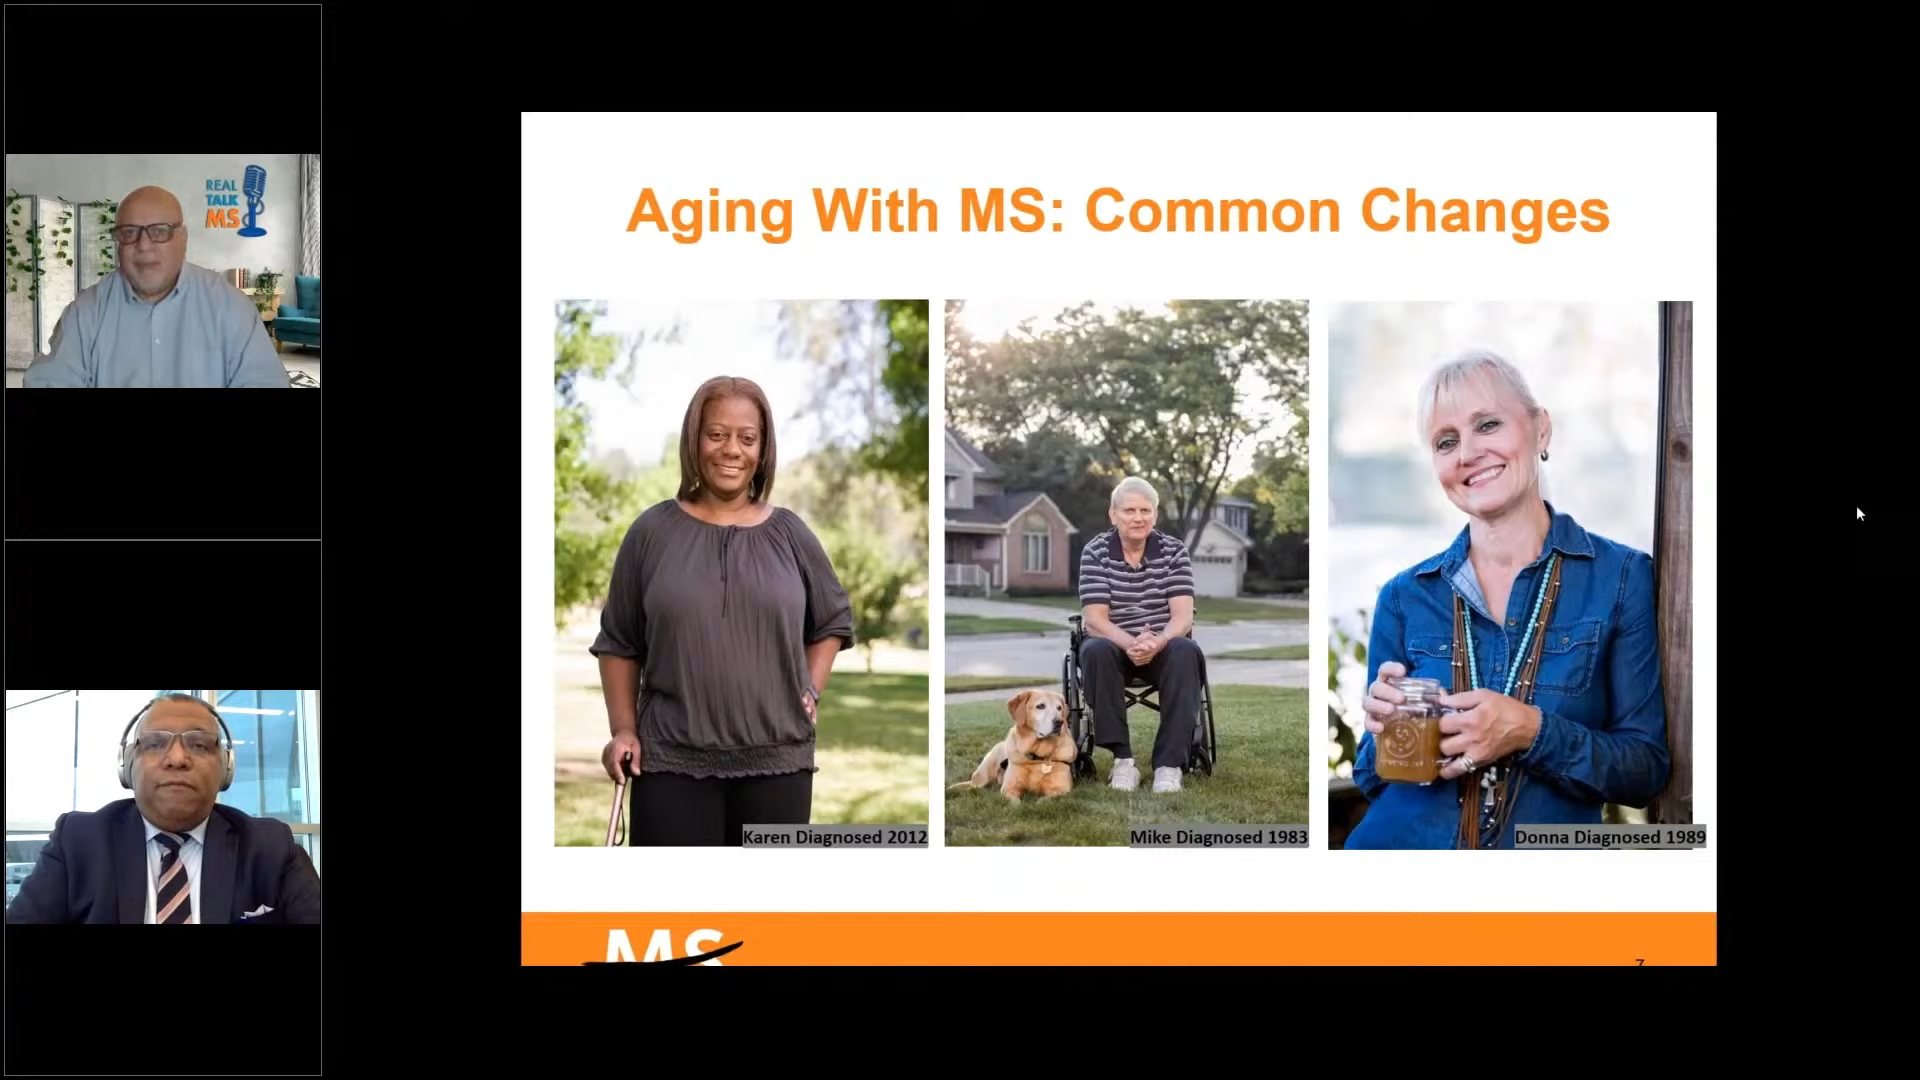 REAL
TALK
MS
Aging With MS: Common Changes
Karen Diagnosed 2012
Mike Diagnosed 1983
Donna Diagnosed 1989
MS
7